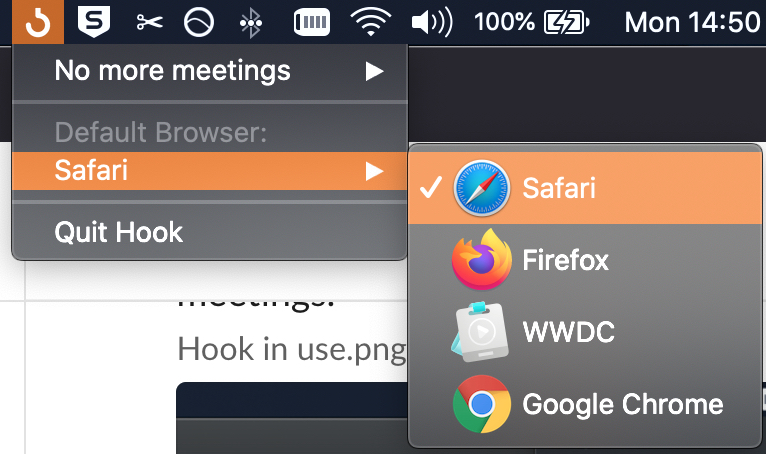 100%
Mon 14:50
No more meetings
Default Browser:
Safari
Quit Hook
Safari
Firefox
WWDC
Google Chrome
meetings.
Hook in use.png